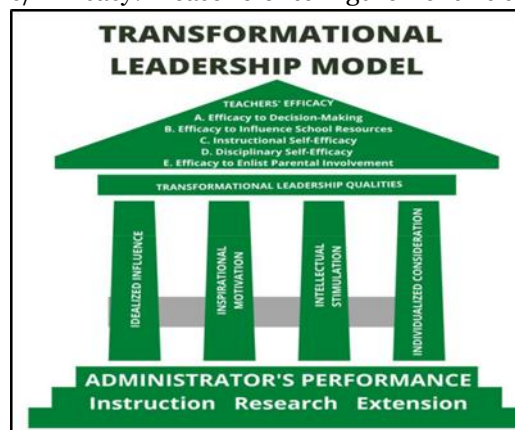 TRANSFORMATIONAL
LEADERSHIP MODEL
TEACHERS' EFFICACY
A. Efficacy to Decision-Making
B. Efficacy to Influence School Resources
C. Instructional Self-Efficacy
D. Disciplinary Self-Efficacy
E. Efficacy to Enlist Parental Involvement
TRANSFORMATIONAL LEADERSHIP QUALITIES
IDEALIZED INFLUENCE
INSPIRATIONAL
MOTIVATION
INTELLECTUAL
STIMULATION
INDIVIDUALIZED CONSIDERATION
ADMINISTRATOR'S PERFORMANCE
Instruction Research Extension